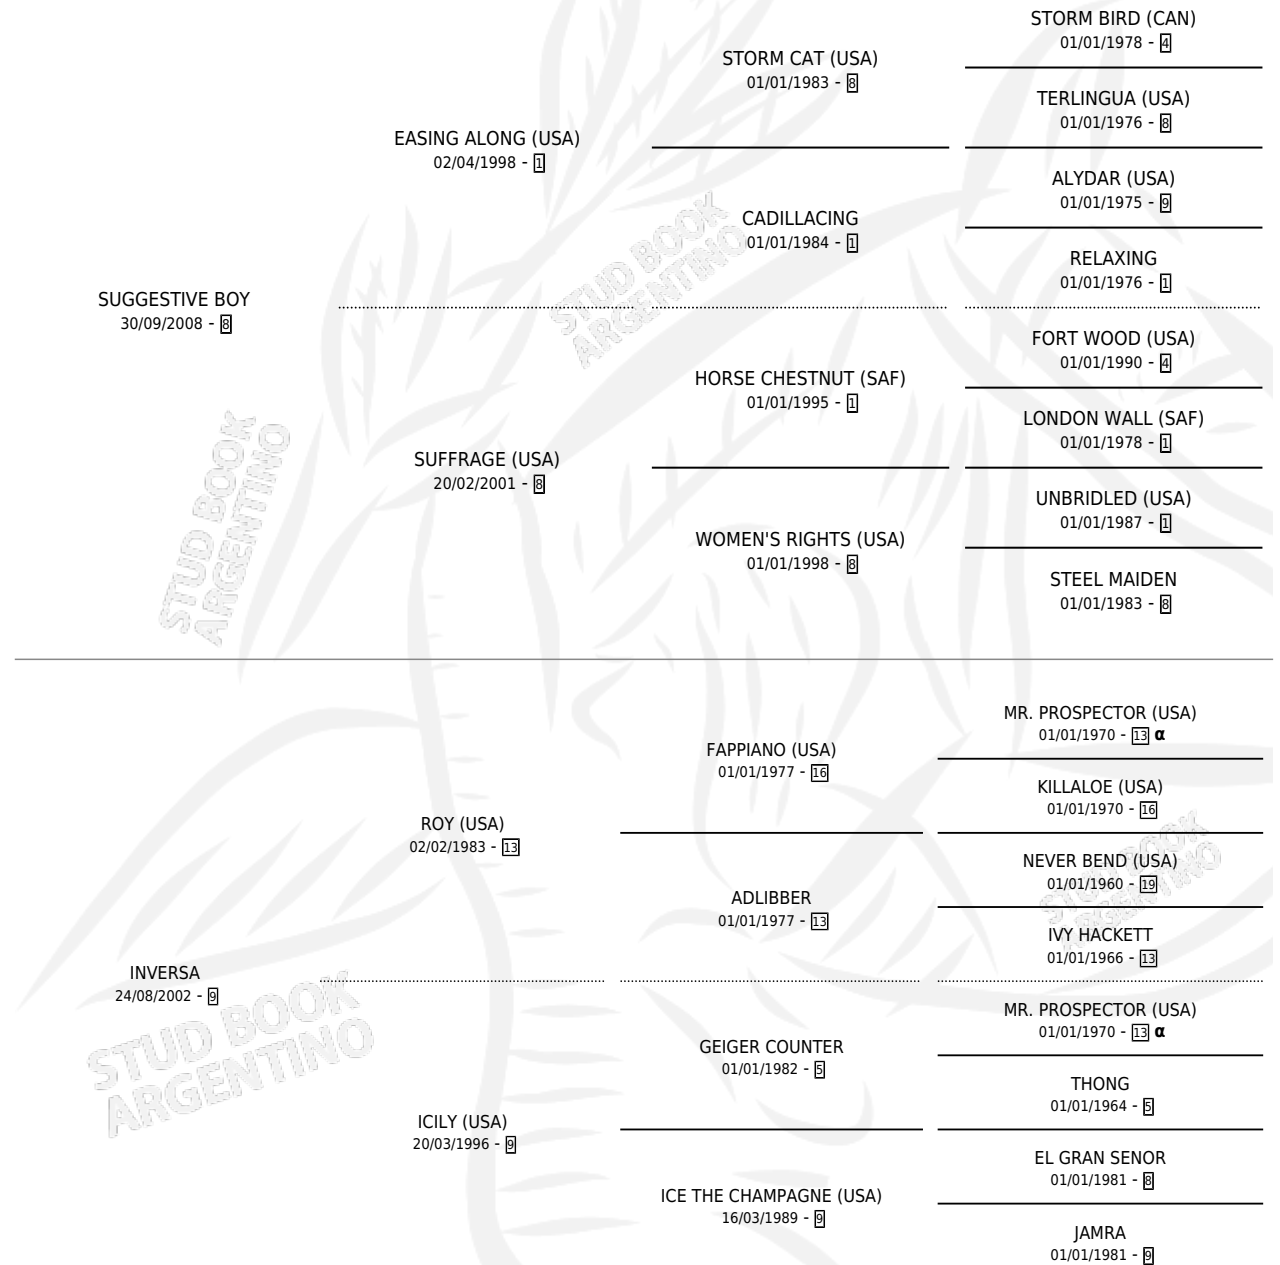 STORM BIRD (CAN)
01/01/1978 - 4
STORM CAT (USA)
01/01/1983 - 8
TERLINGUA (USA)
01/01/1976 - 8
EASING ALONG (USA)
02/04/1998 - 1
ALYDAR (USA)
01/01/1975 - 9
CADILLACING
01/01/1984 - 1
RELAXING
01/01/1976 - 1
SUGGESTIVE BOY
30/09/2008 - 8
STUD BOOK
ARGENTINO
FORT WOOD (USA)
01/01/1990 - 4
HORSE CHESTNUT (SAF)
01/01/1995 - 1
LONDON WALL (SAF)
01/01/1978 - 1
SUFFRAGE (USA)
20/02/2001 - 8
UNBRIDLED (USA)
01/01/1987 - 1
WOMEN'S RIGHTS (USA)
01/01/1998 - 8
STEEL MAIDEN
01/01/1983 - 8
STUD BOOK
ARGENTINO
MR. PROSPECTOR (USA)
01/01/1970 - 13 α
FAPPIANO (USA)
01/01/1977 - 16
KILLALOE (USA)
01/01/1970 - 16
ROY (USA)
02/02/1983 - 13
NEVER BEND (USA)
01/01/1960 - 19
ADLIBBER
01/01/1977 - 13
IVY HACKETT
01/01/1966 - 13
STUD BOOK
ARGENTINO
INVERSA
24/08/2002 - 9
MR. PROSPECTOR (USA)
01/01/1970 - 13 α
GEIGER COUNTER
01/01/1982 - 5
THONG
01/01/1964 - 5
ICILY (USA)
20/03/1996 - 9
EL GRAN SENOR
01/01/1981 - 8
ICE THE CHAMPAGNE (USA)
16/03/1989 - 9
JAMRA
01/01/1981 - 9
STUD BOOK
ARGENTINO